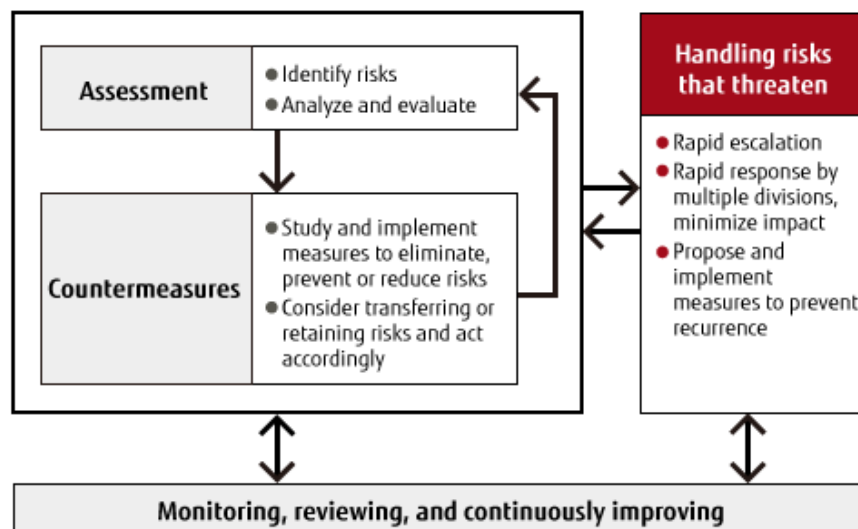 Assessment
● Identify risks
● Analyze and evaluate
Countermeasures
● Study and implement
measures to eliminate,
prevent or reduce risks
● Consider transferring or
retaining risks and act
accordingly
Handling risks
that threaten
● Rapid escalation
● Rapid response by
multiple divisions,
minimize impact
● Propose and
implement
measures to prevent
recurrence
Monitoring, reviewing, and continuously improving